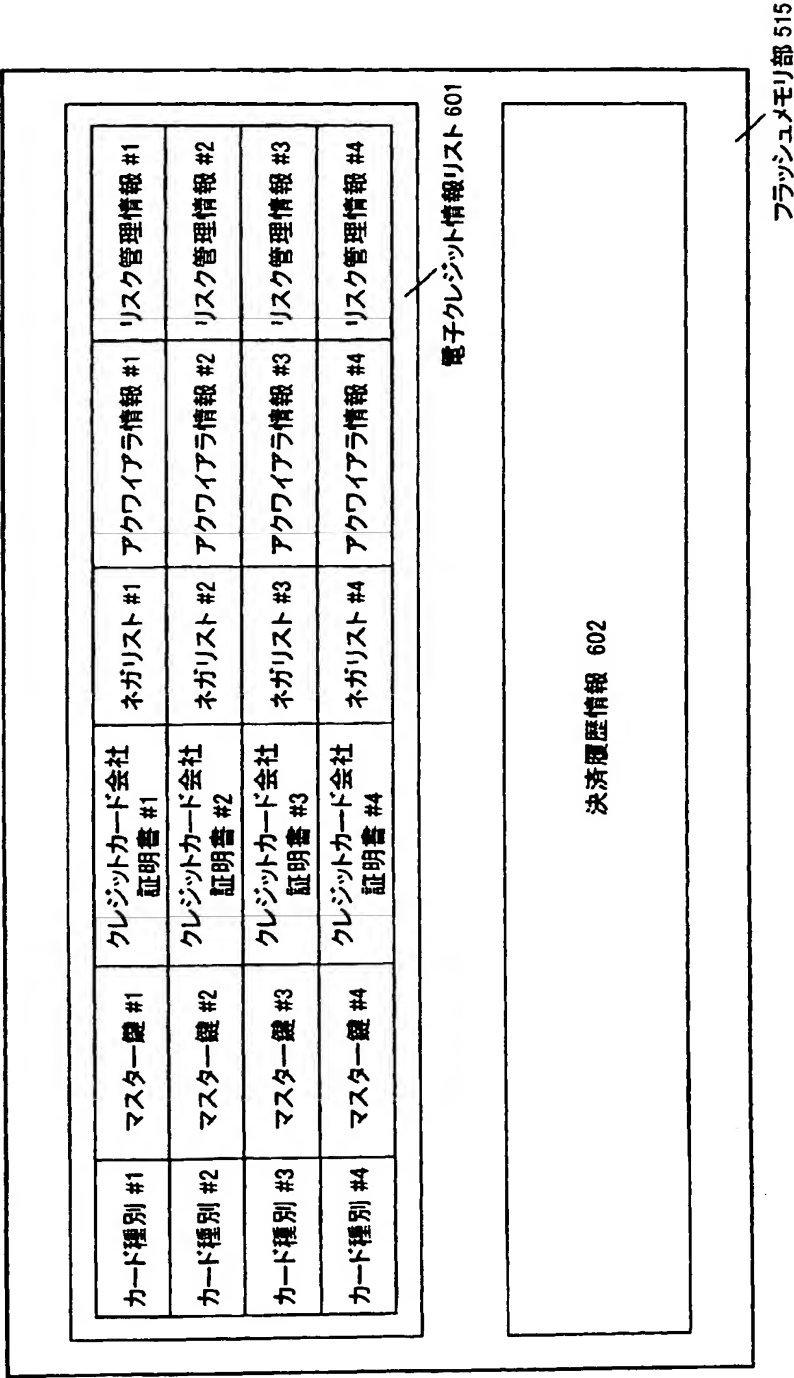 カード種別 #1
マスター鍵 #1
クレジットカード会社
証明書 #1
ネガリスト #1
アクワイアラ情報 #1
リスク管理情報 #1
カード種別 #2
マスター鍵 #2
クレジットカード会社
証明書 #2
ネガリスト #2
アクワイアラ情報 #2
リスク管理情報 #2
カード種別 #3
マスター鍵 #3
クレジットカード会社
証明書 #3
ネガリスト #3
アクワイアラ情報 #3
リスク管理情報 #3
カード種別 #4
マスター鍵 #4
クレジットカード会社
証明書 #4
ネガリスト #4
アクワイアラ情報 #4
リスク管理情報 #4
電子クレジット情報リスト 601
決済履歴情報 602
フラッシュメモリ部 515